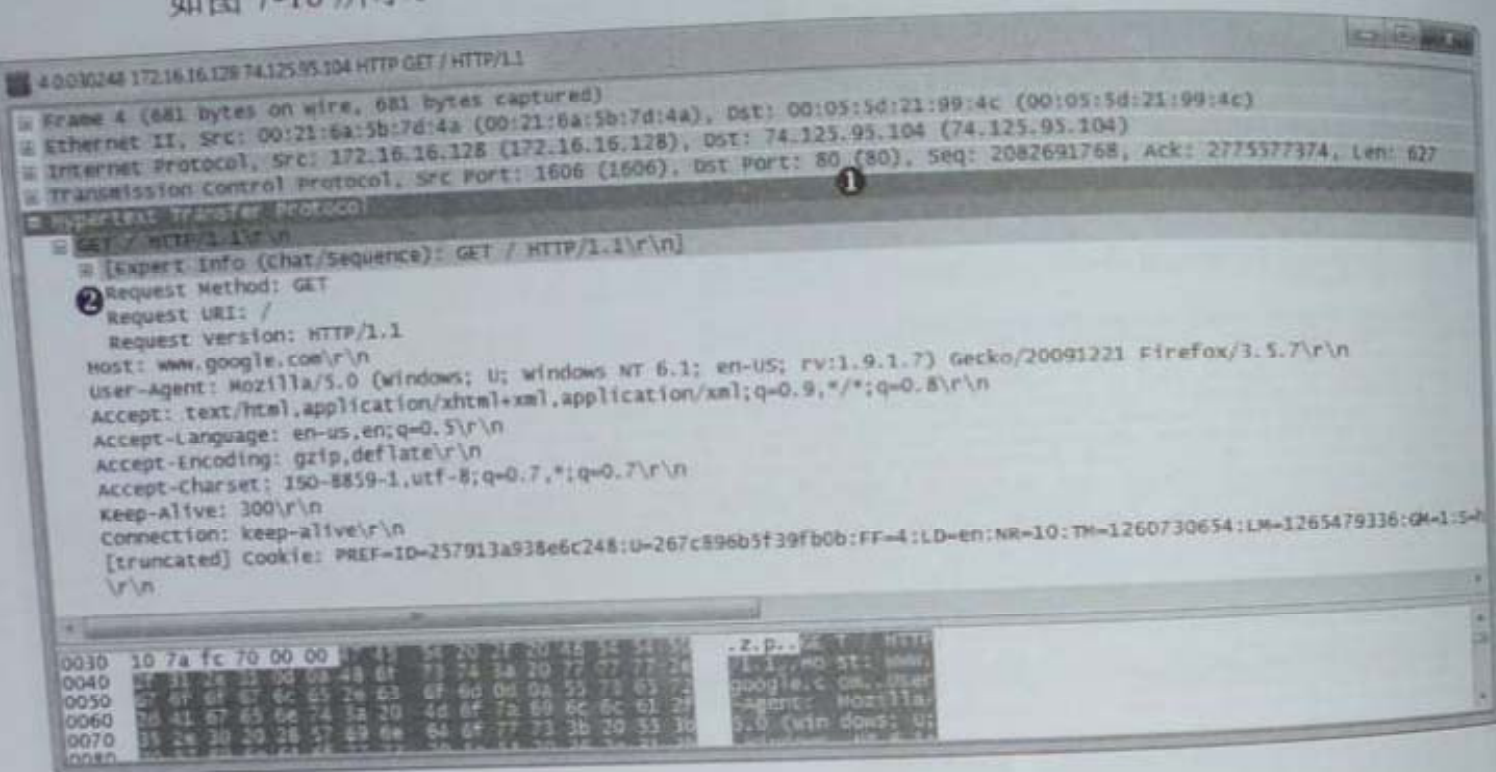 如图 7-16 所示
4 0.030248 172.16.16.128 74.125.95.104 HTTP GET / HTTP/1.1
Frame 4 (681 bytes on wire, 681 bytes captured)
Ethernet II, Src: 00:21:6a:5b:7d:4a (00:21:6a:5b:7d:4a), Dst: 00:05:5d:21:99:4c (00:05:5d:21:99:4c)
Internet Protocol, Src: 172.16.16.128 (172.16.16.128), Dst: 74.125.95.104 (74.125.95.104)
Transmission Control Protocol, Src Port: 1606 (1606), Dst Port: 80 (80), Seq: 2082691768, Ack: 2775577374, Len: 627
❶
Hypertext Transfer Protocol
GET / HTTP/1.1\r\n
[Expert Info (Chat/Sequence): GET / HTTP/1.1\r\n]
❷ Request Method: GET
Request URI: /
Request Version: HTTP/1.1
Host: www.google.com\r\n
User-Agent: Mozilla/5.0 (Windows; U; Windows NT 6.1; en-US; rv:1.9.1.7) Gecko/20091221 Firefox/3.5.7\r\n
Accept: text/html,application/xhtml+xml,application/xml;q=0.9,*/*;q=0.8\r\n
Accept-Language: en-us,en;q=0.5\r\n
Accept-Encoding: gzip,deflate\r\n
Accept-Charset: ISO-8859-1,utf-8;q=0.7,*;q=0.7\r\n
Keep-Alive: 300\r\n
Connection: keep-alive\r\n
[truncated] Cookie: PREF=ID=257913a938e6c248:U=267c896b5f39fb0b:FF=4:LD=en:NR=10:TM=1260730654:LM=1265479336:GM=1:S=h
\r\n
0030 10 7a fc 70 00 00 .z.p..
0040
0050 google.c om..User
0060 -Agent: Mozilla/
0070 5.0 (Win dows; U;
0080